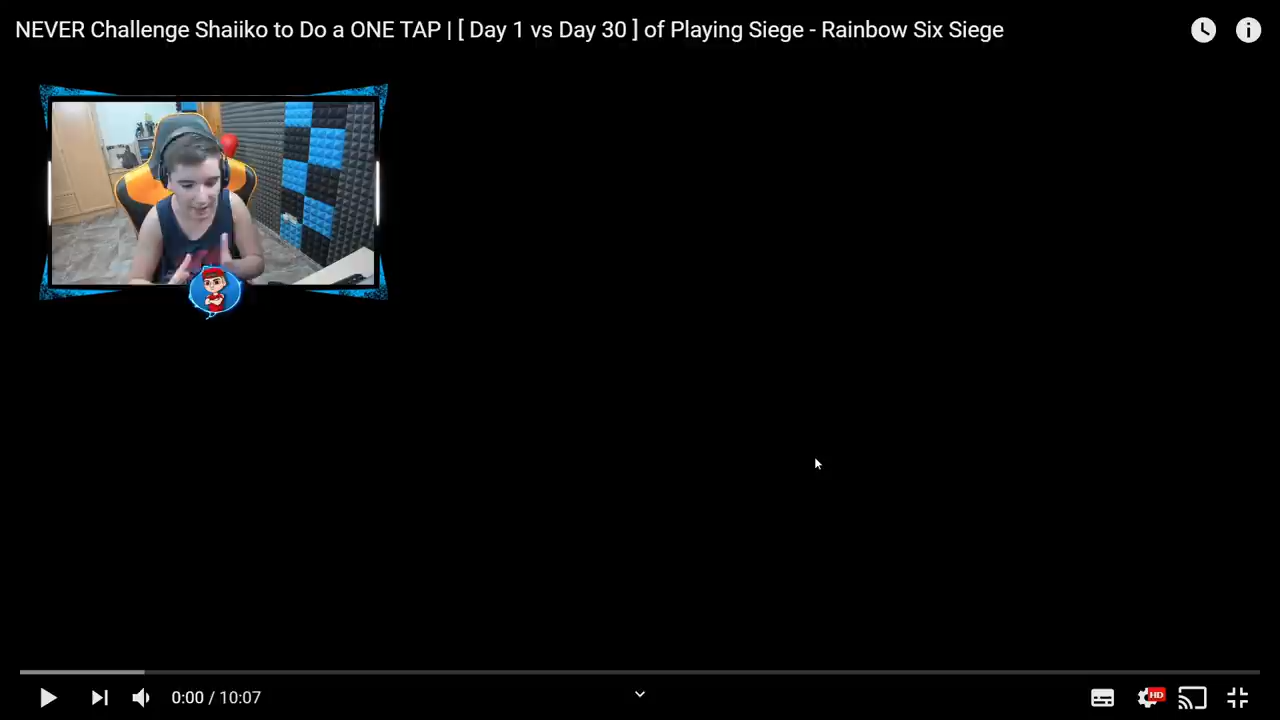 NEVER Challenge Shaiiko to Do a ONE TAP | [ Day 1 vs Day 30 ] of Playing Siege - Rainbow Six Siege
0:00 / 10:07
HD